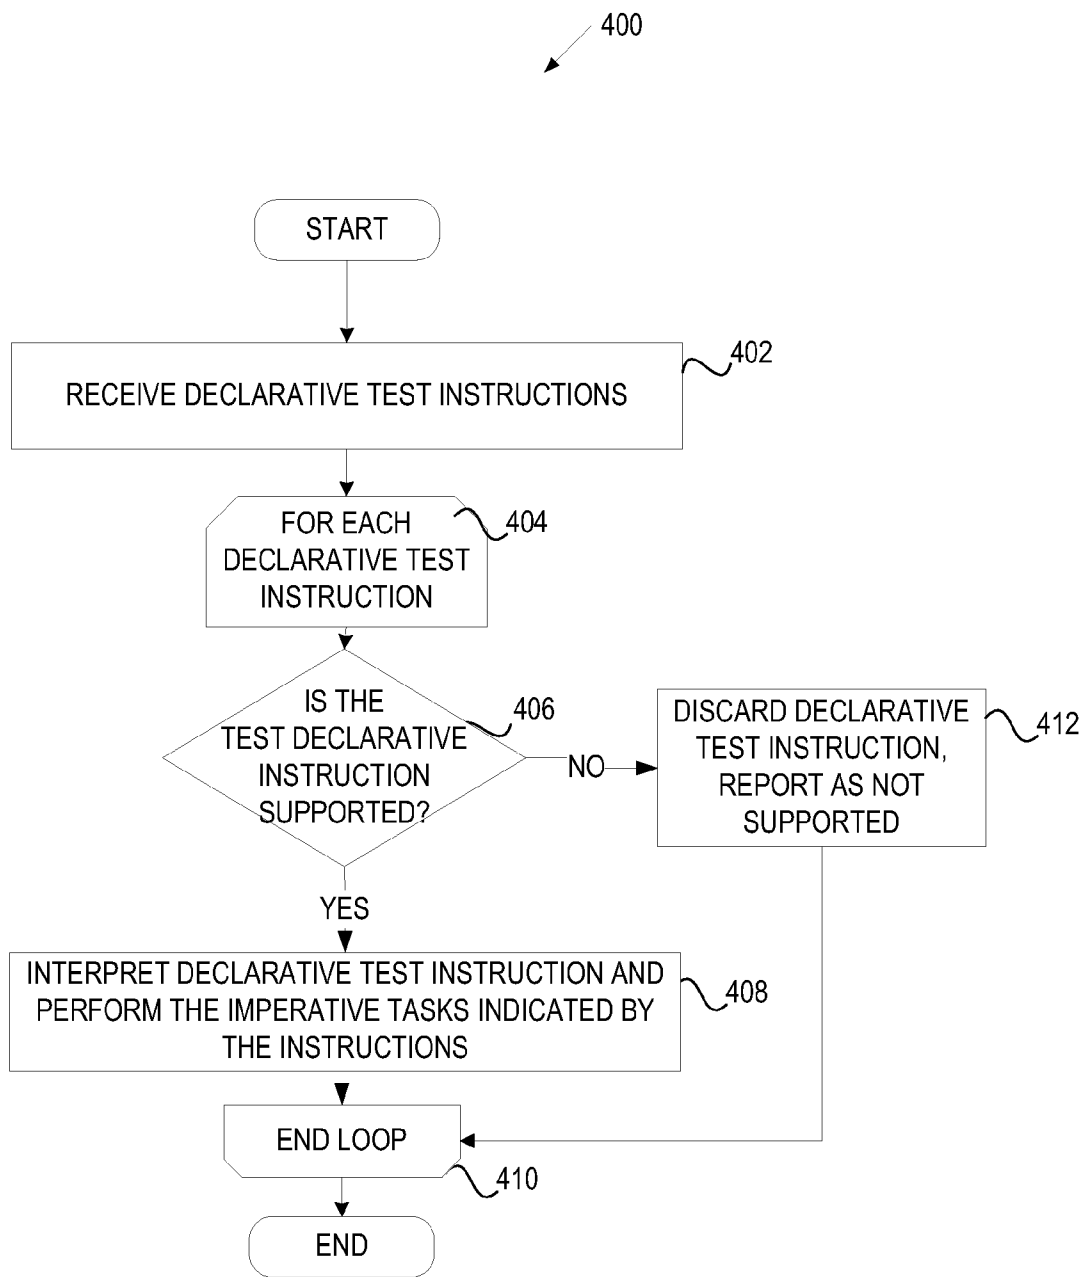 400
START
402
RECEIVE DECLARATIVE TEST INSTRUCTIONS
FOR EACH
DECLARATIVE TEST
INSTRUCTION
404
IS THE
TEST DECLARATIVE
INSTRUCTION
SUPPORTED?
406
NO
DISCARD DECLARATIVE
TEST INSTRUCTION,
REPORT AS NOT
SUPPORTED
412
YES
INTERPRET DECLARATIVE TEST INSTRUCTION AND
PERFORM THE IMPERATIVE TASKS INDICATED BY
THE INSTRUCTIONS
408
END LOOP
410
END